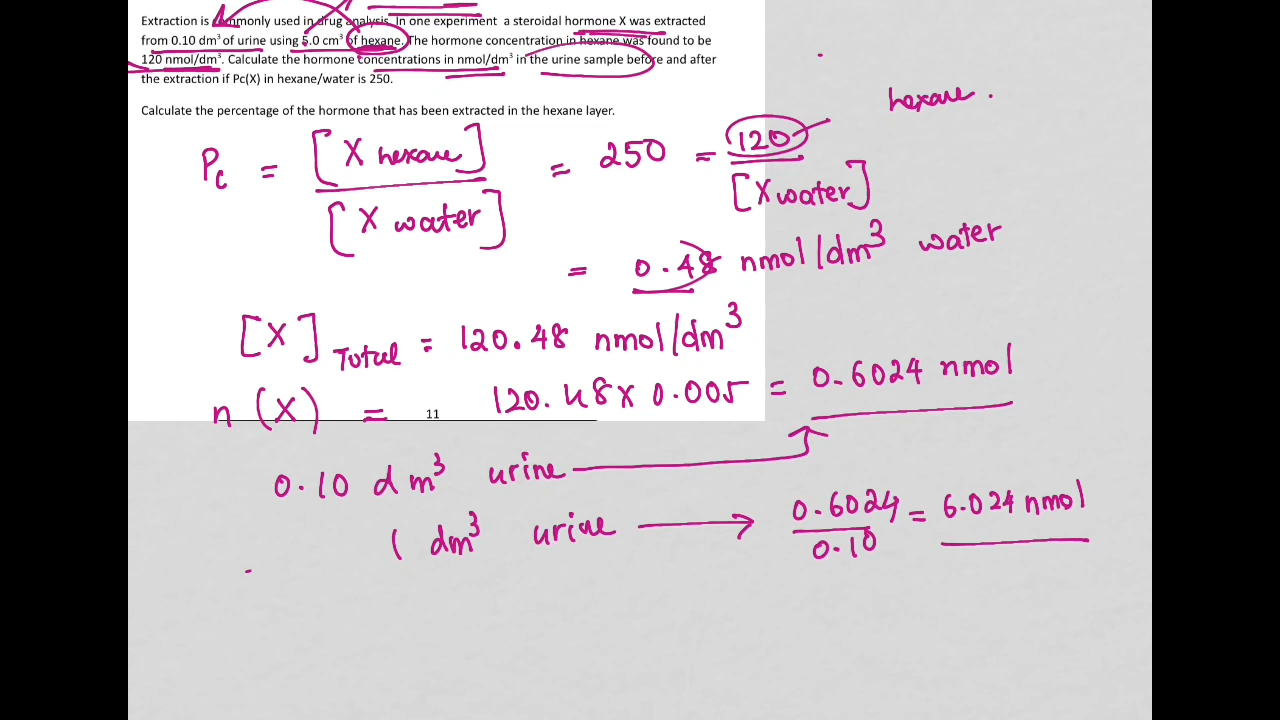 Extraction is commonly used in drug analysis. In one experiment a steroidal hormone X was extracted
from 0.10 dm³ of urine using 5.0 cm³ of hexane. The hormone concentration in hexane was found to be
120 nmol/dm³. Calculate the hormone concentrations in nmol/dm³ in the urine sample before and after
the extraction if Pc(X) in hexane/water is 250.
Calculate the percentage of the hormone that has been extracted in the hexane layer.
hexane.
Pc = [X hexane] / [X water] = 250 = 120 / [X water]
= 0.48 nmol/dm³ water
[X] Total = 120.48 nmol/dm³
n (X) = 120.48 x 0.005 = 0.6024 nmol
11
0.10 dm³ urine
1 dm³ urine → 0.6024 / 0.10 = 6.024 nmol